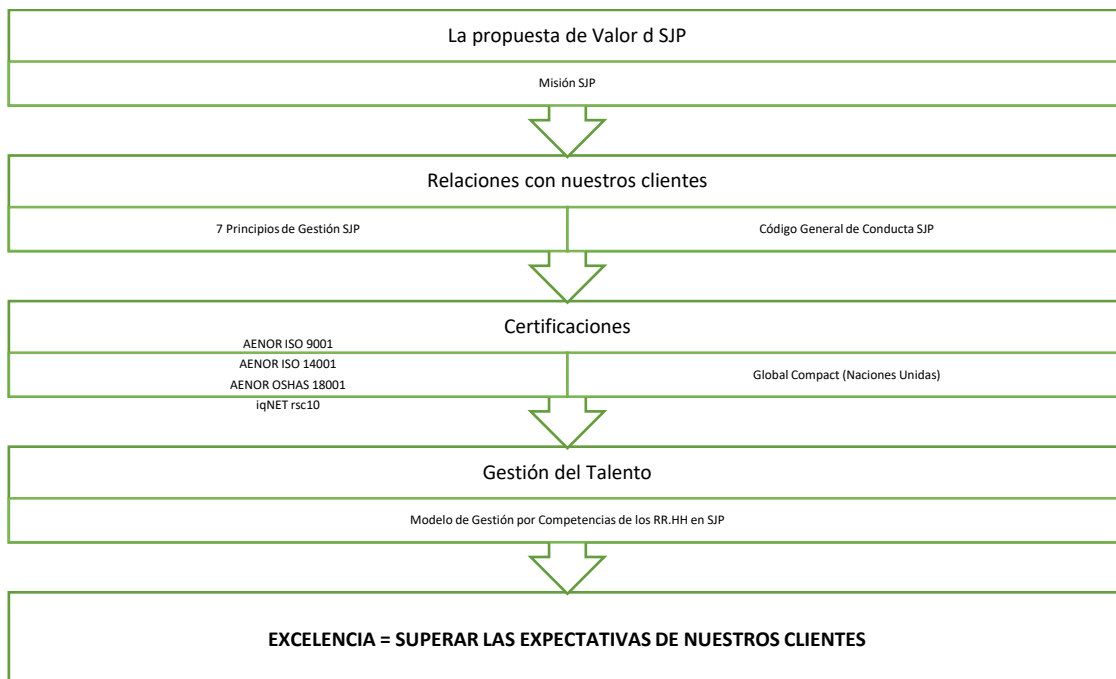 La propuesta de Valor d SJP
Misión SJP
Relaciones con nuestros clientes
7 Principios de Gestión SJP
Código General de Conducta SJP
Certificaciones
AENOR ISO 9001
AENOR ISO 14001
AENOR OSHAS 18001
iqNET rsc10
Global Compact (Naciones Unidas)
Gestión del Talento
Modelo de Gestión por Competencias de los RR.HH en SJP
EXCELENCIA = SUPERAR LAS EXPECTATIVAS DE NUESTROS CLIENTES